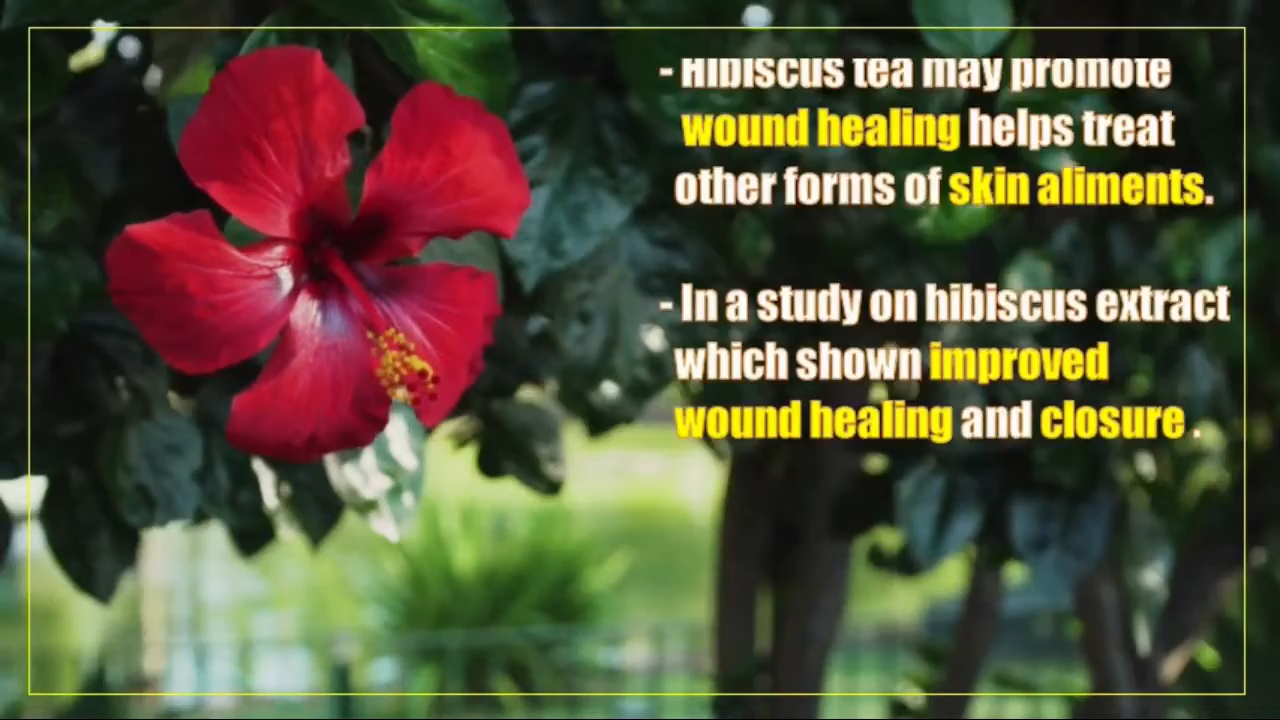 - Hibiscus tea may promote
wound healing helps treat
other forms of skin aliments.
- In a study on hibiscus extract
which shown improved
wound healing and closure .